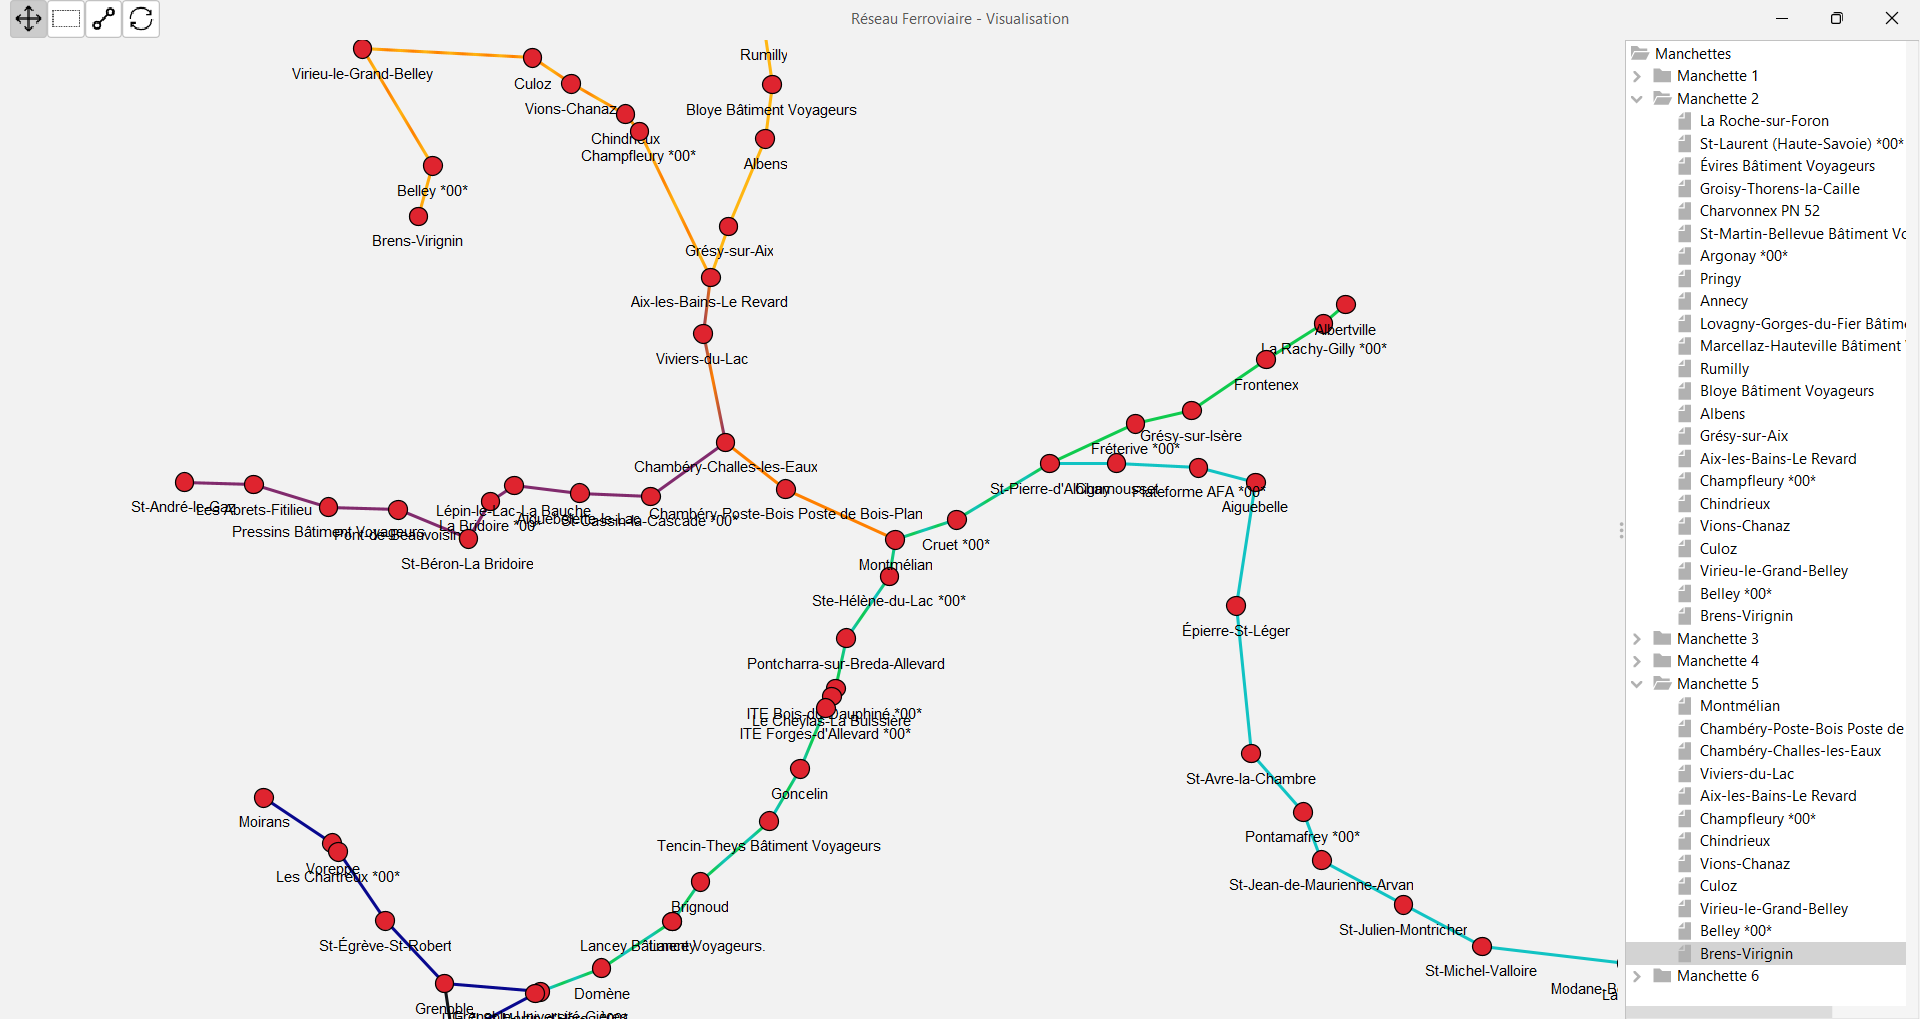 Réseau Ferroviaire - Visualisation
Rumilly
Virieu-le-Grand-Belley
Culoz
Vions-Chanaz
Bloye Bâtiment Voyageurs
Chindrieux
Champfleury *00*
Albens
Belley *00*
Brens-Virignin
Grésy-sur-Aix
Aix-les-Bains-Le Revard
Viviers-du-Lac
Albertville
La Rachy-Gilly *00*
Frontenex
Grésy-sur-Isère
Fréterive *00*
Chambéry-Challes-les-Eaux
St-Pierre-d'Albigny
Chamousset
Plateforme AFA *00*
Aiguebelle
St-André-le-Gaz
Les Abrets-Fitilieu
Pressins Bâtiment Voyageurs
Pont-de-Beauvoisin
Lépin-le-Lac-La Bauche
La Bridoire *00*
Aiguebelette-le-Lac
St-Cassin-la-Cascade *00*
Chambéry-Poste-Bois Poste de Bois-Plan
St-Béron-La Bridoire
Cruet *00*
Montmélian
Ste-Hélène-du-Lac *00*
Épierre-St-Léger
Pontcharra-sur-Breda-Allevard
ITE Bois-du-Dauphiné *00*
Le Cheylas-La Buissière
ITE Forges-d'Allevard *00*
St-Avre-la-Chambre
Goncelin
Moirans
Pontamafrey *00*
Tencin-Theys Bâtiment Voyageurs
Voreppe
Les Chartreux *00*
St-Jean-de-Maurienne-Arvan
Brignoud
St-Julien-Montricher
St-Égrève-St-Robert
Lancey Bâtiment Voyageurs.
Lancey
St-Michel-Valloire
Domène
Modane-B
La
Grenoble
Grenoble-Universités-Gières
Manchettes
Manchette 1
Manchette 2
La Roche-sur-Foron
St-Laurent (Haute-Savoie) *00*
Évires Bâtiment Voyageurs
Groisy-Thorens-la-Caille
Charvonnex PN 52
St-Martin-Bellevue Bâtiment Vo
Argonay *00*
Pringy
Annecy
Lovagny-Gorges-du-Fier Bâtime
Marcellaz-Hauteville Bâtiment
Rumilly
Bloye Bâtiment Voyageurs
Albens
Grésy-sur-Aix
Aix-les-Bains-Le Revard
Champfleury *00*
Chindrieux
Vions-Chanaz
Culoz
Virieu-le-Grand-Belley
Belley *00*
Brens-Virignin
Manchette 3
Manchette 4
Manchette 5
Montmélian
Chambéry-Poste-Bois Poste de
Chambéry-Challes-les-Eaux
Viviers-du-Lac
Aix-les-Bains-Le Revard
Champfleury *00*
Chindrieux
Vions-Chanaz
Culoz
Virieu-le-Grand-Belley
Belley *00*
Brens-Virignin
Manchette 6